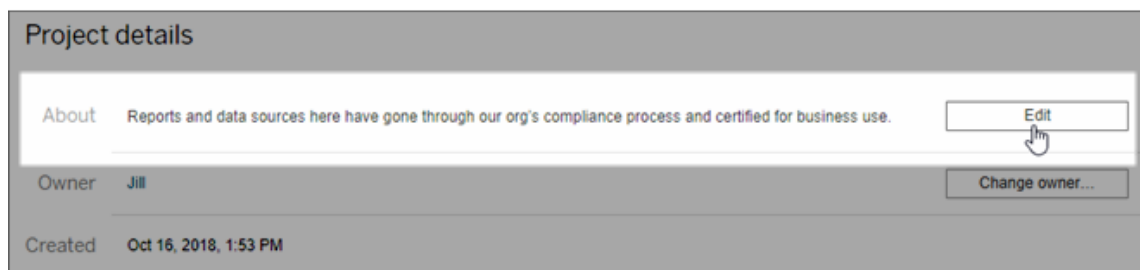 Project details
About Reports and data sources here have gone through our org's compliance process and certified for business use. Edit
Owner Jill Change owner...
Created Oct 16, 2018, 1:53 PM